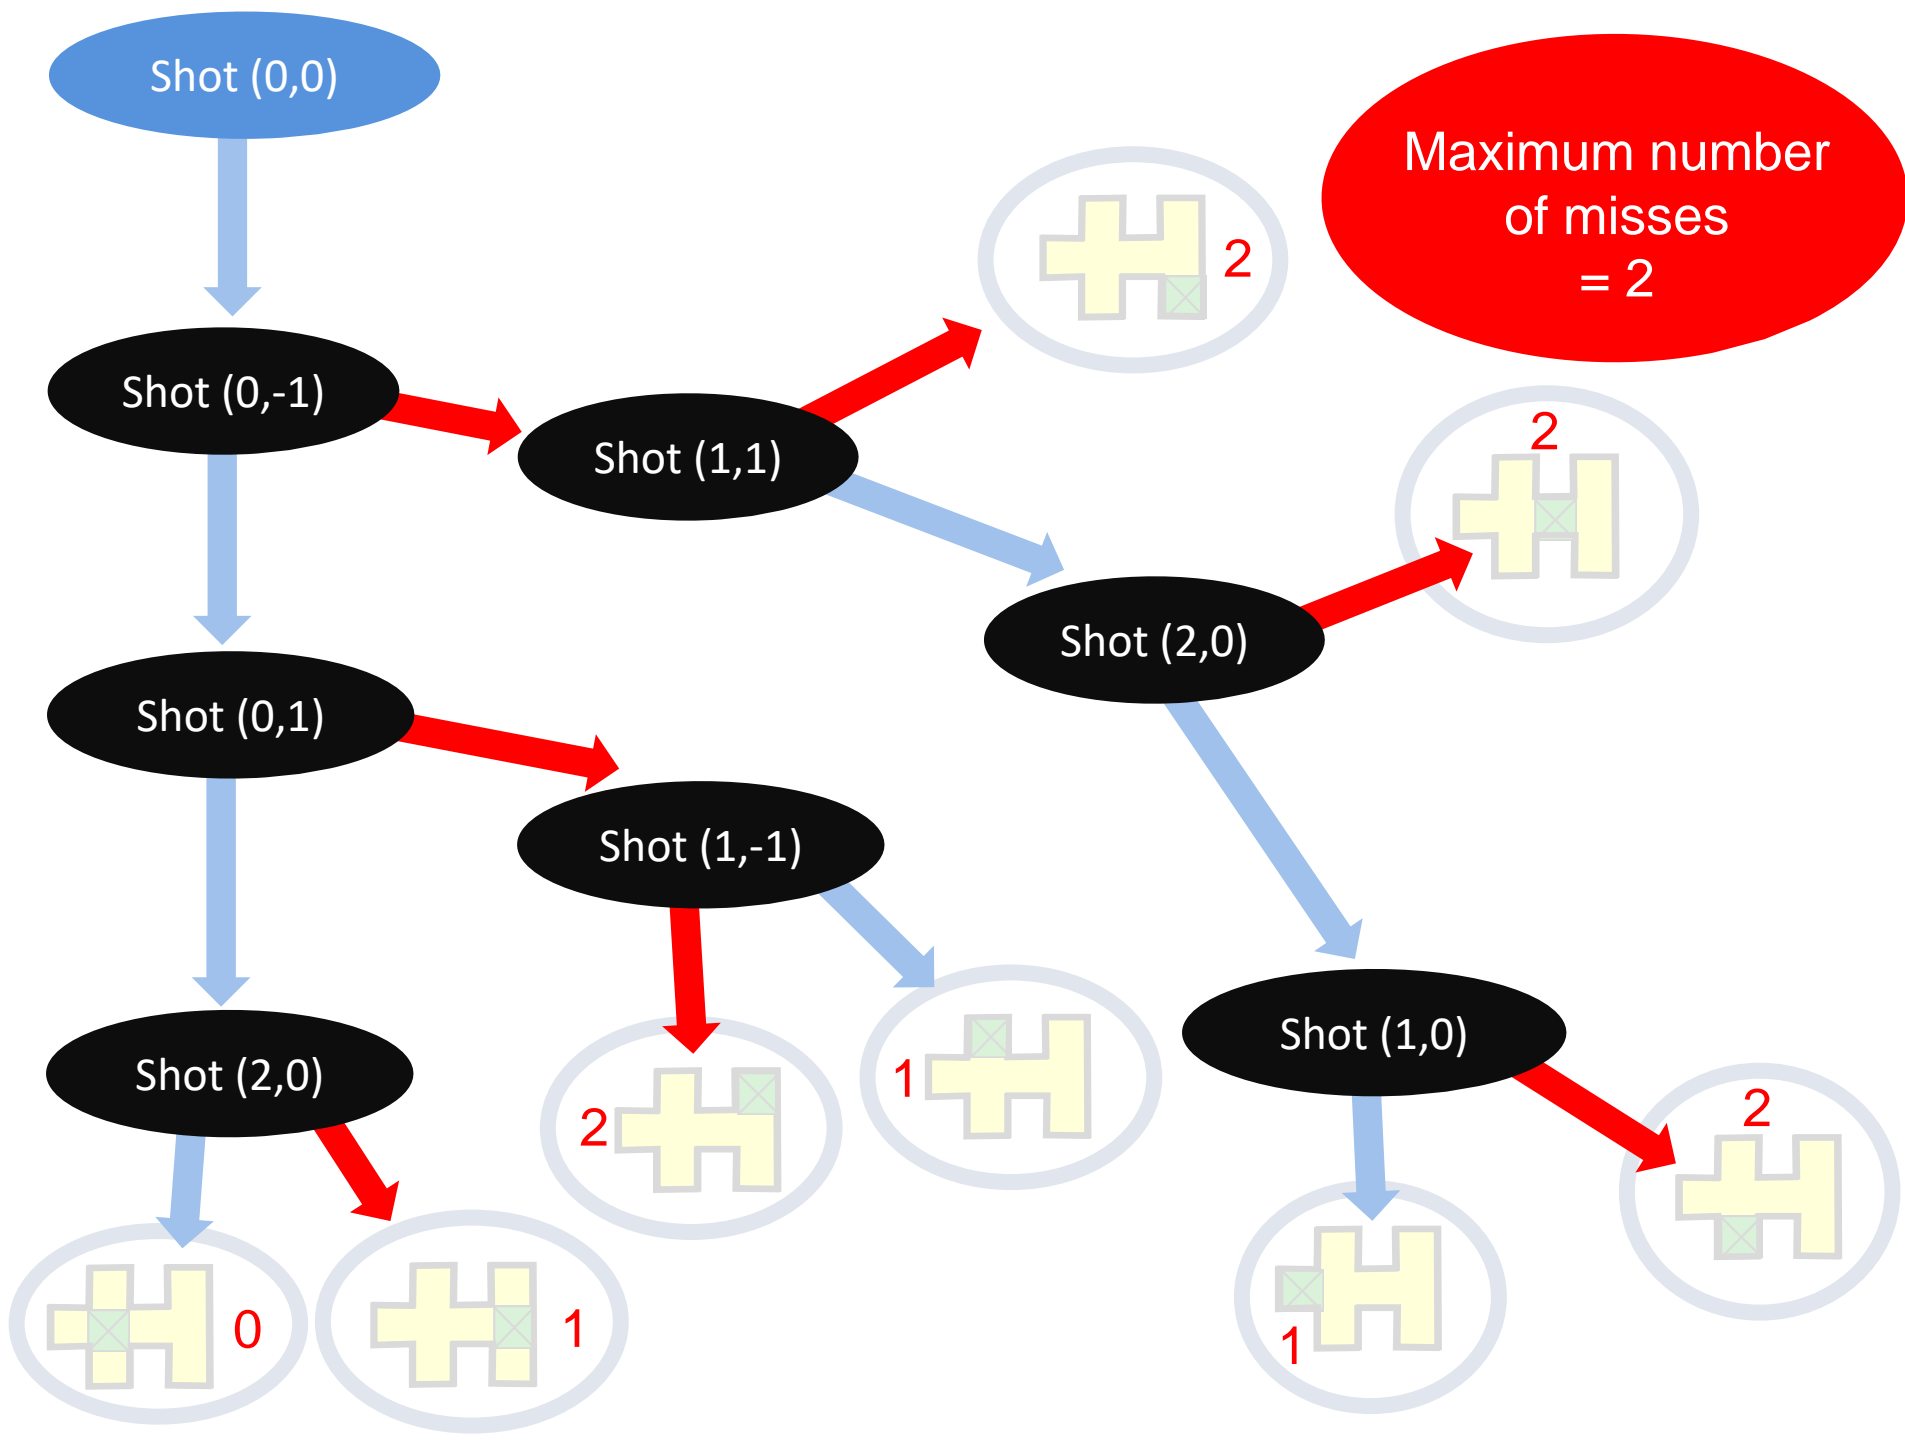 Shot (0,0)
Maximum number
of misses
= 2
2
Shot (0,-1)
Shot (1,1)
2
Shot (2,0)
Shot (0,1)
Shot (1,-1)
Shot (1,0)
Shot (2,0)
2
1
2
0
1
1